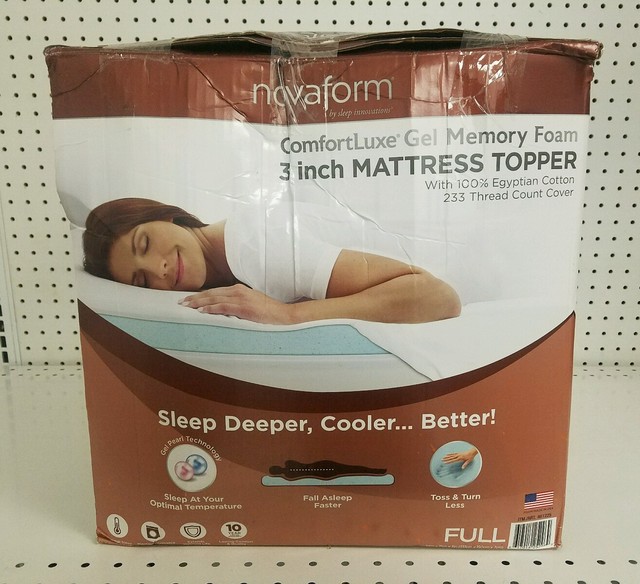 novaform
by sleep innovations
ComfortLuxe® Gel Memory Foam
3 inch MATTRESS TOPPER
With 100% Egyptian Cotton
233 Thread Count Cover
Sleep Deeper, Cooler... Better!
Gel Pearl Technology
Sleep At Your
Optimal Temperature
Fall Asleep
Faster
Toss & Turn
Less
10
YEAR
FULL